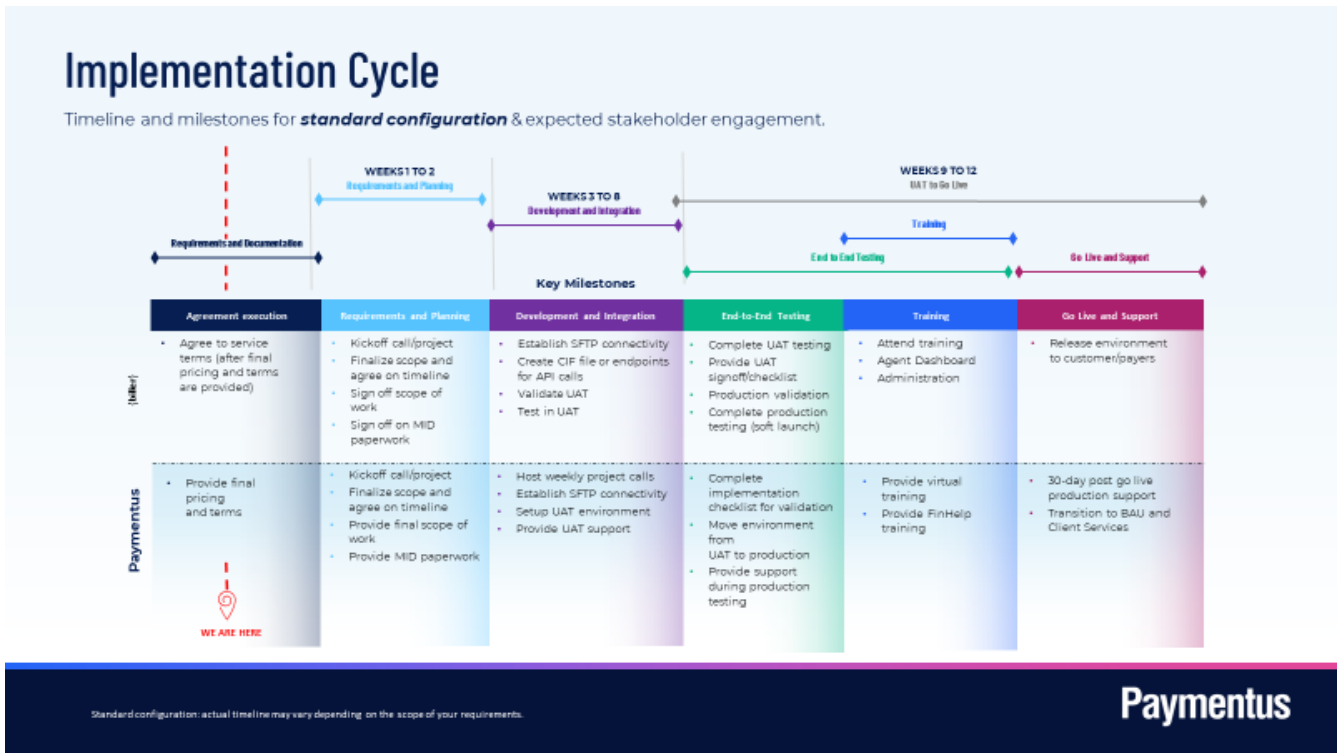 Implementation Cycle
Timeline and milestones for standard configuration & expected stakeholder engagement.
WEEKS 1 TO 2
Requirements and Planning
WEEKS 3 TO 8
Development and Integration
WEEKS 9 TO 12
UAT to Go Live
Training
Requirements and Documentation
End to End Testing
Go Live and Support
Key Milestones
Agreement execution
Requirements and Planning
Development and Integration
End-to-End Testing
Training
Go Live and Support
{biller}
• Agree to service
terms (after final
pricing and terms
are provided)
• Kickoff call/project
• Finalize scope and
agree on timeline
• Sign off scope of
work
• Sign off on MID
paperwork
• Establish SFTP connectivity
• Create CIF file or endpoints
for API calls
• Validate UAT
• Test in UAT
• Complete UAT testing
• Provide UAT
signoff/checklist
• Production validation
• Complete production
testing (soft launch)
• Attend training
• Agent Dashboard
• Administration
• Release environment
to customer/payers
Paymentus
• Provide final
pricing
and terms
• Kickoff call/project
• Finalize scope and
agree on timeline
• Provide final scope of
work
• Provide MID paperwork
• Host weekly project calls
• Establish SFTP connectivity
• Setup UAT environment
• Provide UAT support
• Complete
implementation
checklist for validation
• Move environment
from
UAT to production
• Provide support
during production
testing
• Provide virtual
training
• Provide FinHelp
training
• 30-day post go live
production support
• Transition to BAU and
Client Services
WE ARE HERE
Standard configuration: actual timeline may vary depending on the scope of your requirements.
Paymentus